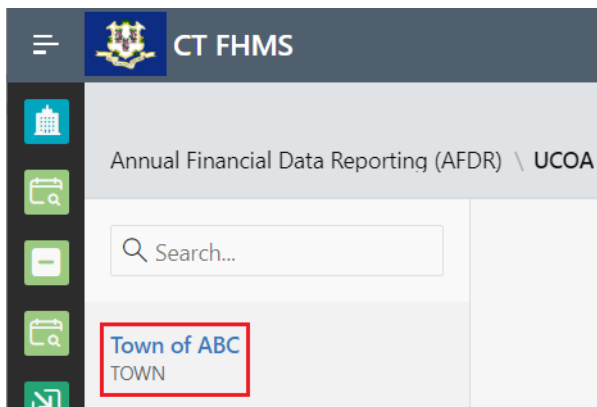 CT FHMS
Annual Financial Data Reporting (AFDR) \ UCOA
Search...
Town of ABC
TOWN